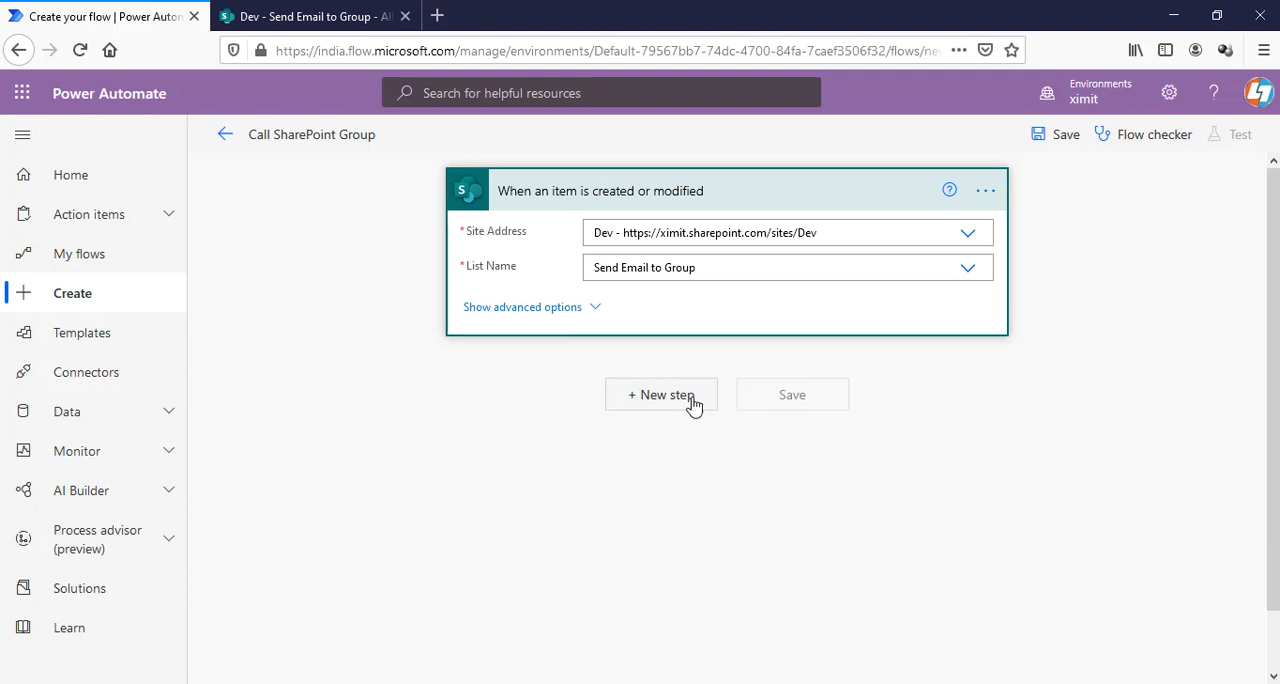 Create your flow | Power Auton
Dev - Send Email to Group - Al
https://india.flow.microsoft.com/manage/environments/Default-79567bb7-74dc-4700-84fa-7caef3506f32/flows/ne
Power Automate
Search for helpful resources
Environments
ximit
Call SharePoint Group
Save
Flow checker
Test
Home
Action items
My flows
Create
Templates
Connectors
Data
Monitor
AI Builder
Process advisor
(preview)
Solutions
Learn
S
When an item is created or modified
* Site Address
Dev - https://ximit.sharepoint.com/sites/Dev
* List Name
Send Email to Group
Show advanced options
+ New step
Save